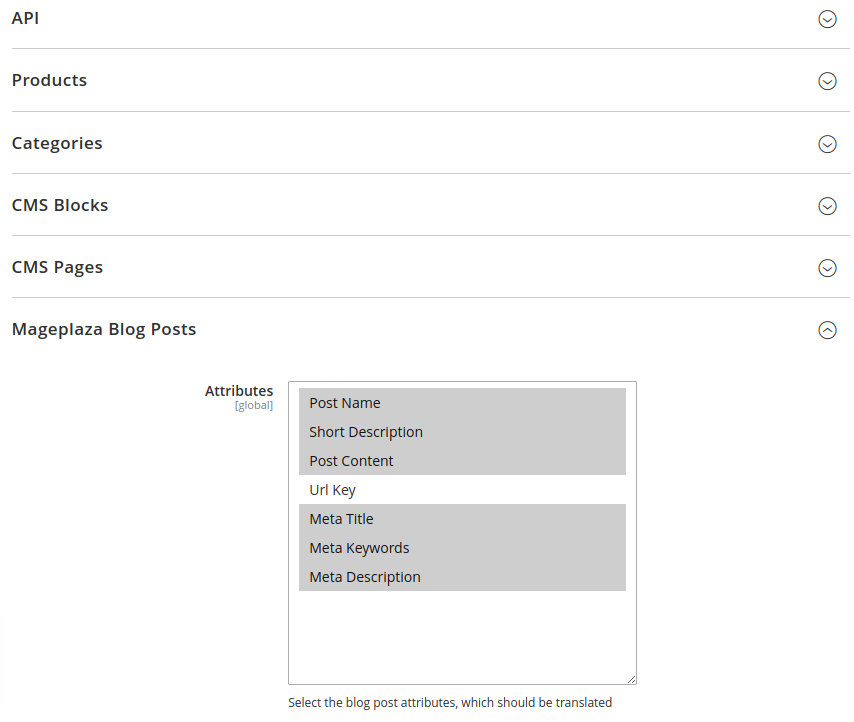 API
Products
Categories
CMS Blocks
CMS Pages
Mageplaza Blog Posts
Attributes
[global]
Post Name
Short Description
Post Content
Url Key
Meta Title
Meta Keywords
Meta Description
Select the blog post attributes, which should be translated